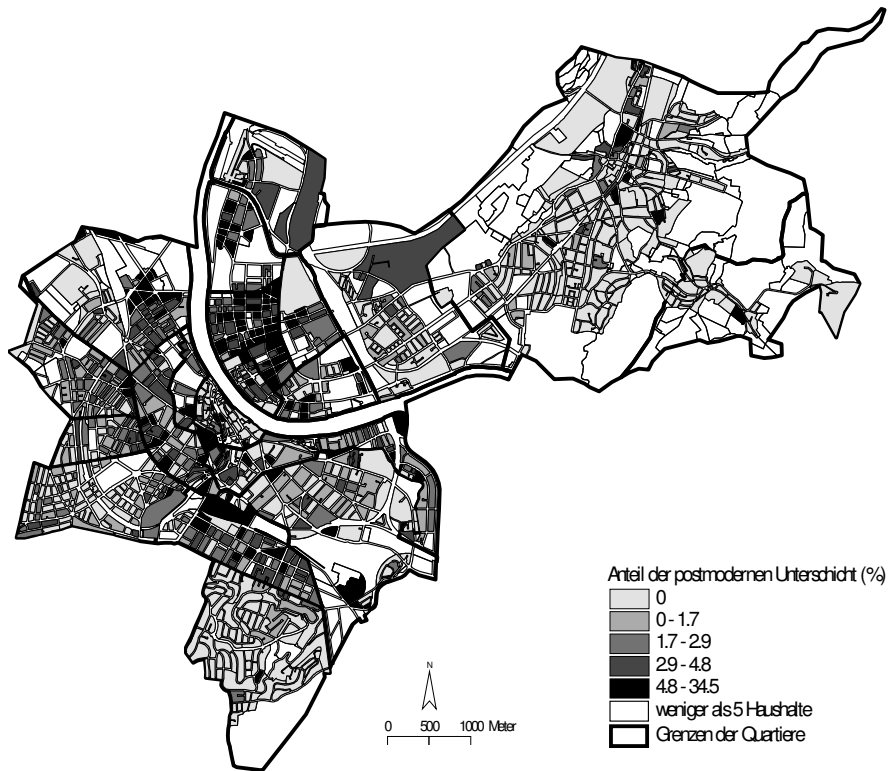 Anteil der postmodernen Unterschicht (%)
0
0 - 1.7
1.7 - 2.9
2.9 - 4.8
4.8 - 34.5
weniger als 5 Haushalte
Grenzen der Quartiere
N
0 500 1000 Meter